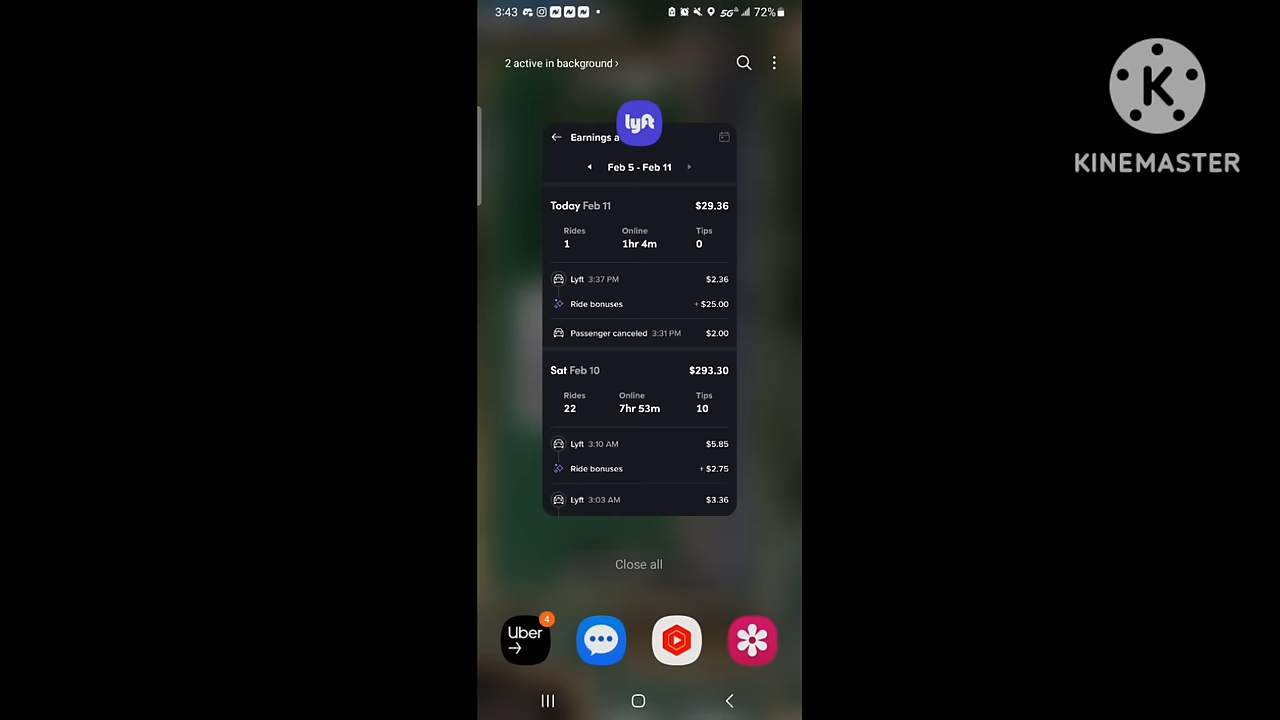 3:43 5G 72%
2 active in background ›
lyft
Earnings a
Feb 5 - Feb 11
Today Feb 11 $29.36
Rides Online Tips
1 1hr 4m 0
Lyft 3:37 PM $2.36
Ride bonuses + $25.00
Passenger canceled 3:31 PM $2.00
Sat Feb 10 $293.30
Rides Online Tips
22 7hr 53m 10
Lyft 3:10 AM $5.85
Ride bonuses + $2.75
Lyft 3:03 AM $3.36
Close all
Uber 4
K
KINEMASTER